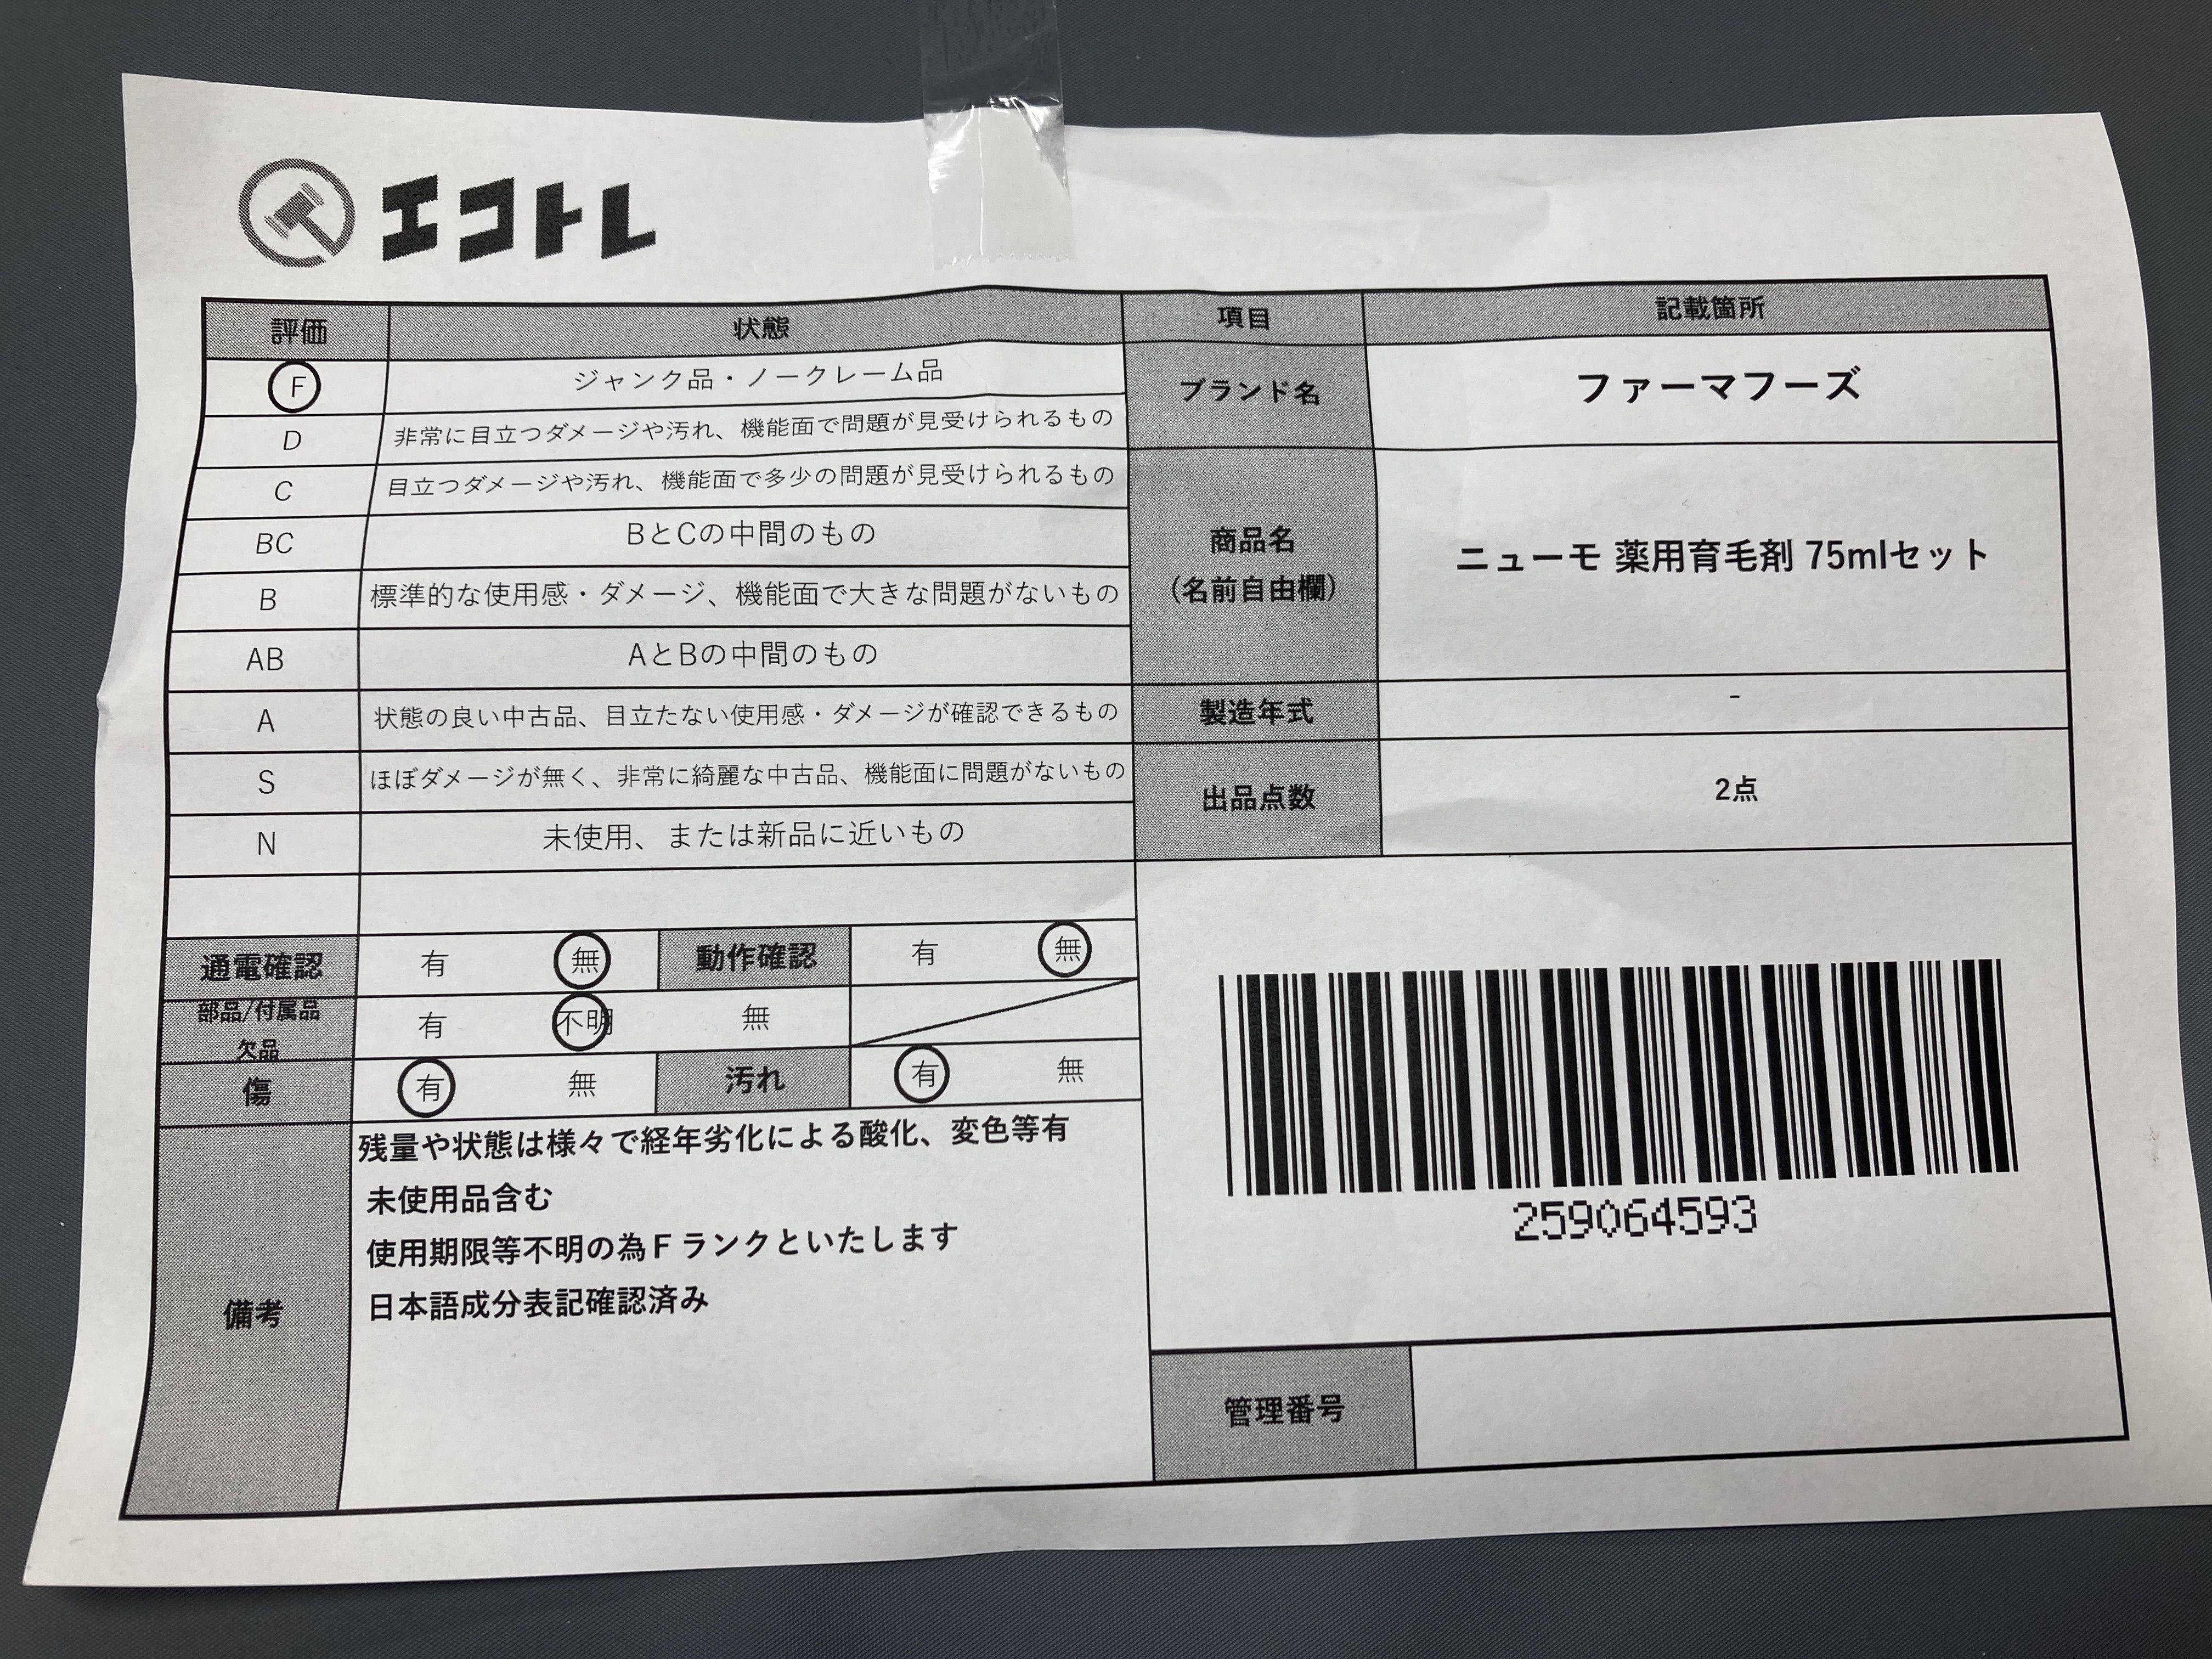 エコトレ
評価 状態 項目 記載箇所
F ジャンク品・ノークレーム品
D 非常に目立つダメージや汚れ、機能面で問題が見受けられるもの
C 目立つダメージや汚れ、機能面で多少の問題が見受けられるもの
BC BとCの中間のもの
B 標準的な使用感・ダメージ、機能面で大きな問題がないもの
AB AとBの中間のもの
A 状態の良い中古品、目立たない使用感・ダメージが確認できるもの
S ほぼダメージが無く、非常に綺麗な中古品、機能面に問題がないもの
N 未使用、または新品に近いもの
ブランド名 ファーマフーズ
商品名
(名前自由欄)
ニューモ 薬用育毛剤 75mlセット
製造年式 -
出品点数 2点
通電確認 有 無 動作確認 有 無
部品/付属品
欠品
有 不明 無
傷 有 無 汚れ 有 無
備考
残量や状態は様々で経年劣化による酸化、変色等有
未使用品含む
使用期限等不明の為Fランクといたします
日本語成分表記確認済み
259064593
管理番号